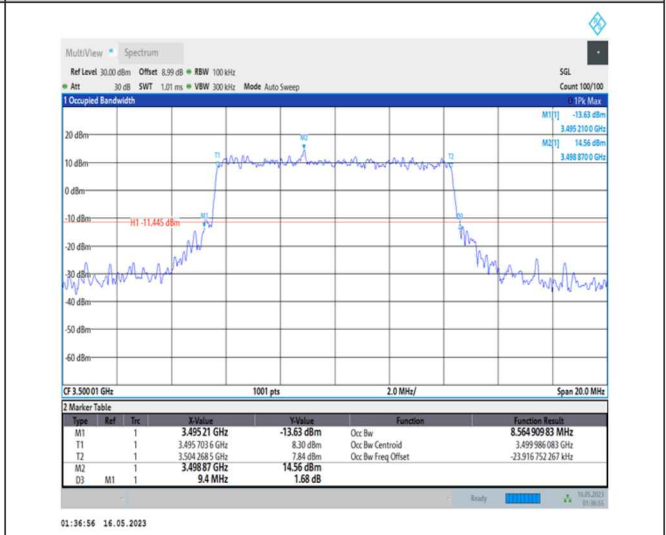 MultiView Spectrum
Ref Level 30.00 dBm Offset 8.99 dB RBW 100 kHz SGL
Att 30 dB SWT 1.01 ms VBW 300 kHz Mode Auto Sweep Count 100/100
1 Occupied Bandwidth 1Pk Max
M1[1] -13.63 dBm
3.495 210 0 GHz
M2[1] 14.56 dBm
3.498 870 0 GHz
20 dBm
M2
T1 T2
10 dBm
0 dBm
-10 dBm
M1 D3
H1 -11.445 dBm
-20 dBm
-30 dBm
-40 dBm
-50 dBm
-60 dBm
CF 3.500 01 GHz 1001 pts 2.0 MHz/ Span 20.0 MHz
2 Marker Table
Type Ref Trc X-Value Y-Value Function Function Result
M1 1 3.495 21 GHz -13.63 dBm Occ Bw 8.564 909 83 MHz
T1 1 3.495 703 6 GHz 8.30 dBm Occ Bw Centroid 3.499 986 083 GHz
T2 1 3.504 268 5 GHz 7.84 dBm Occ Bw Freq Offset -23.916 752 267 kHz
M2 1 3.498 87 GHz 14.56 dBm
D3 M1 1 9.4 MHz 1.68 dB
Ready 16.05.2023
01:36:55
01:36:56 16.05.2023